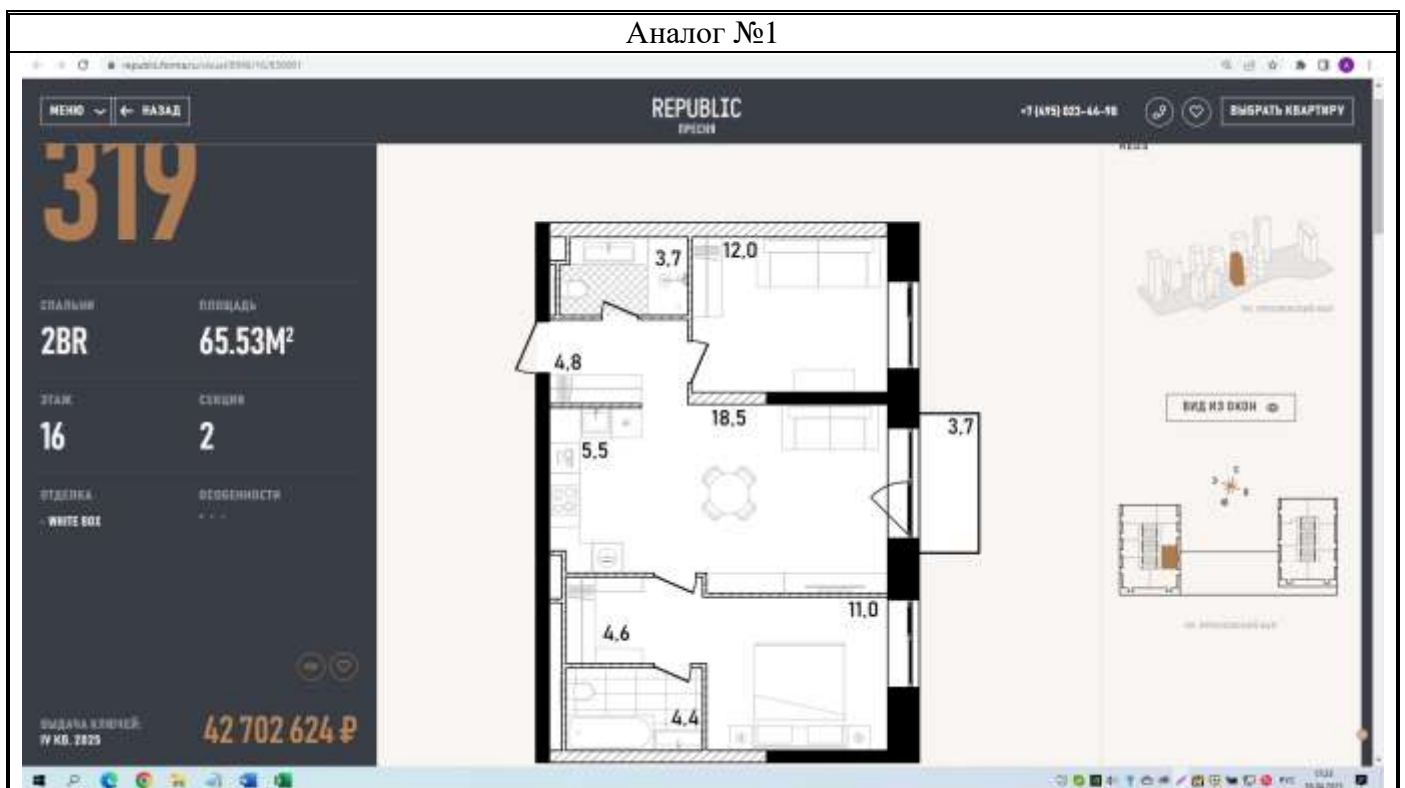 Аналог №1
МЕНЮ
← НАЗАД
REPUBLIC
ПРЕСНЯ
ВЫБРАТЬ КВАРТИРУ
319
СПАЛЬНИ
ПЛОЩАДЬ
2BR
65.53М²
ЭТАЖ
СЕКЦИЯ
16
2
ОТДЕЛКА
ОСОБЕННОСТИ
· WHITE BOX
- - -
ВЫДАЧА КЛЮЧЕЙ:
IV КВ. 2025
42 702 624 ₽
3,7
12,0
4,8
18,5
3,7
5,5
11,0
4,6
4,4
ВИД ИЗ ОКОН
РУС